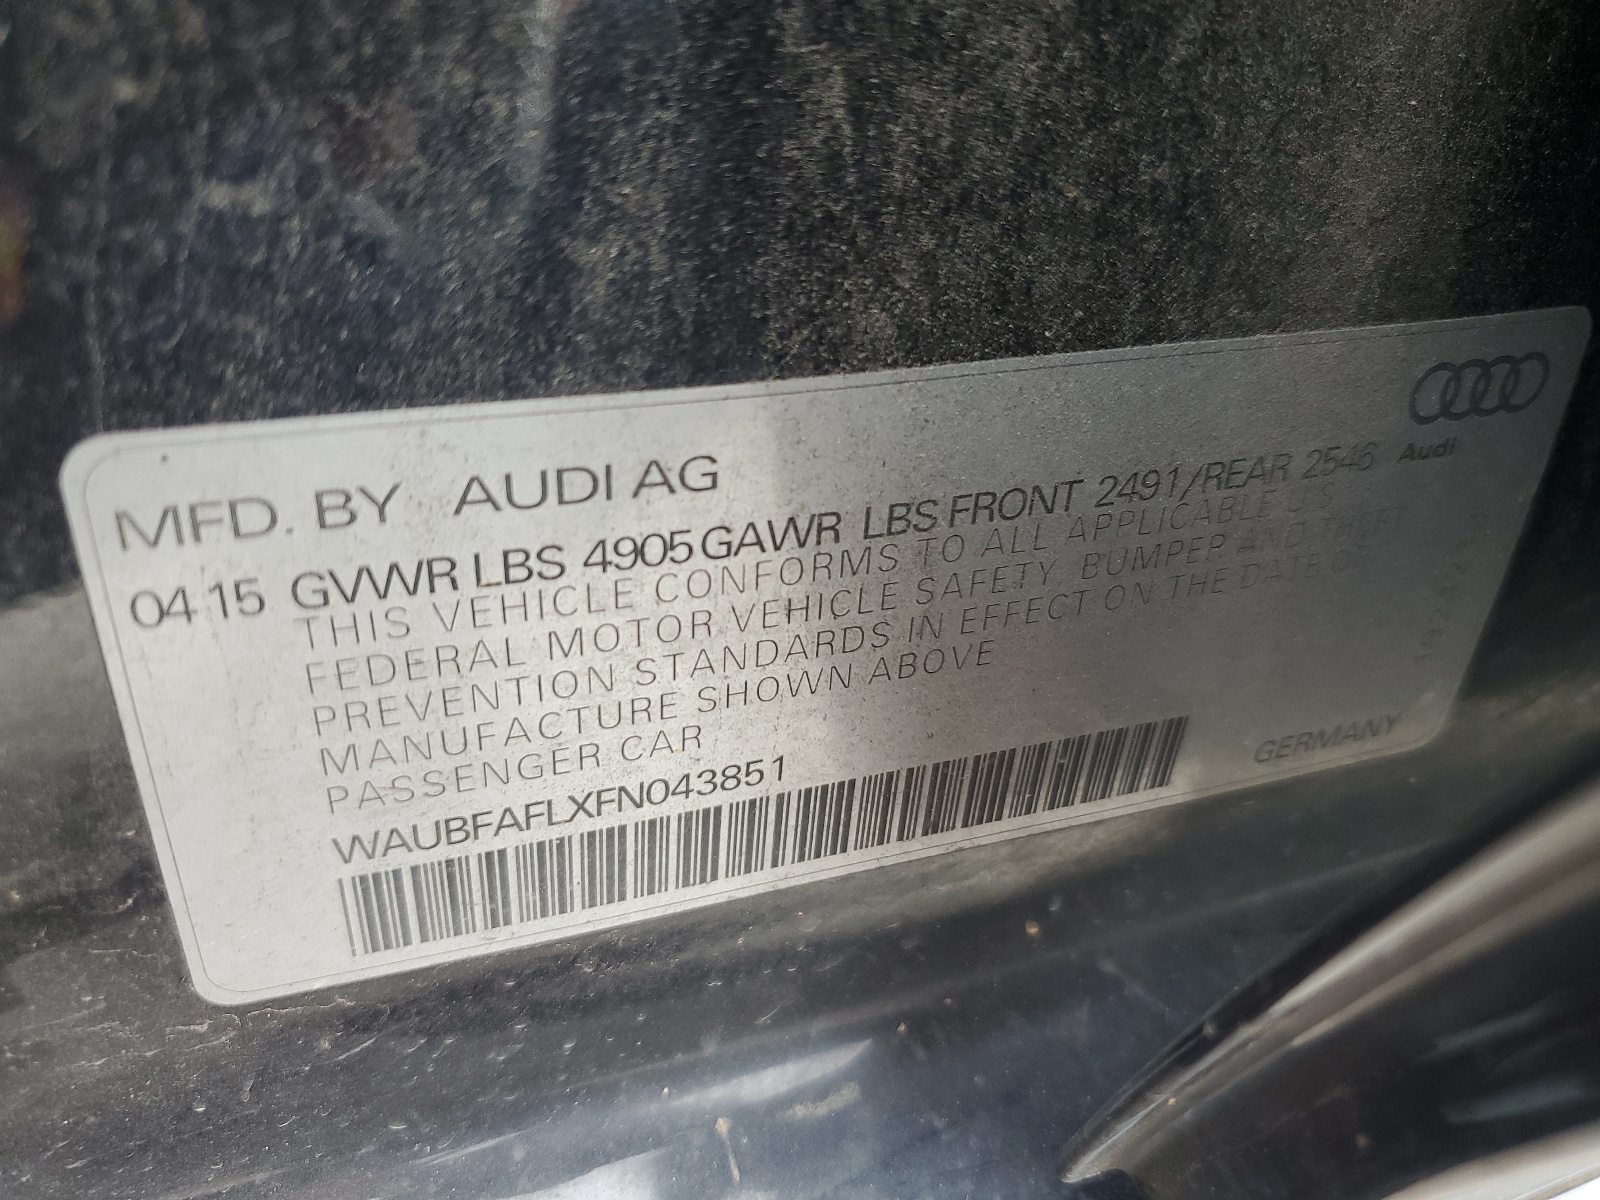 MFD. BY AUDI AG
04 15 GVWR LBS 4905 GAWR LBS FRONT 2491/REAR 2546 Audi
THIS VEHICLE CONFORMS TO ALL APPLICABLE U S
FEDERAL MOTOR VEHICLE SAFETY BUMPER AND THEFT
PREVENTION STANDARDS IN EFFECT ON THE DATE OF
MANUFACTURE SHOWN ABOVE
PASSENGER CAR
WAUBFAFLXFN043851
GERMANY